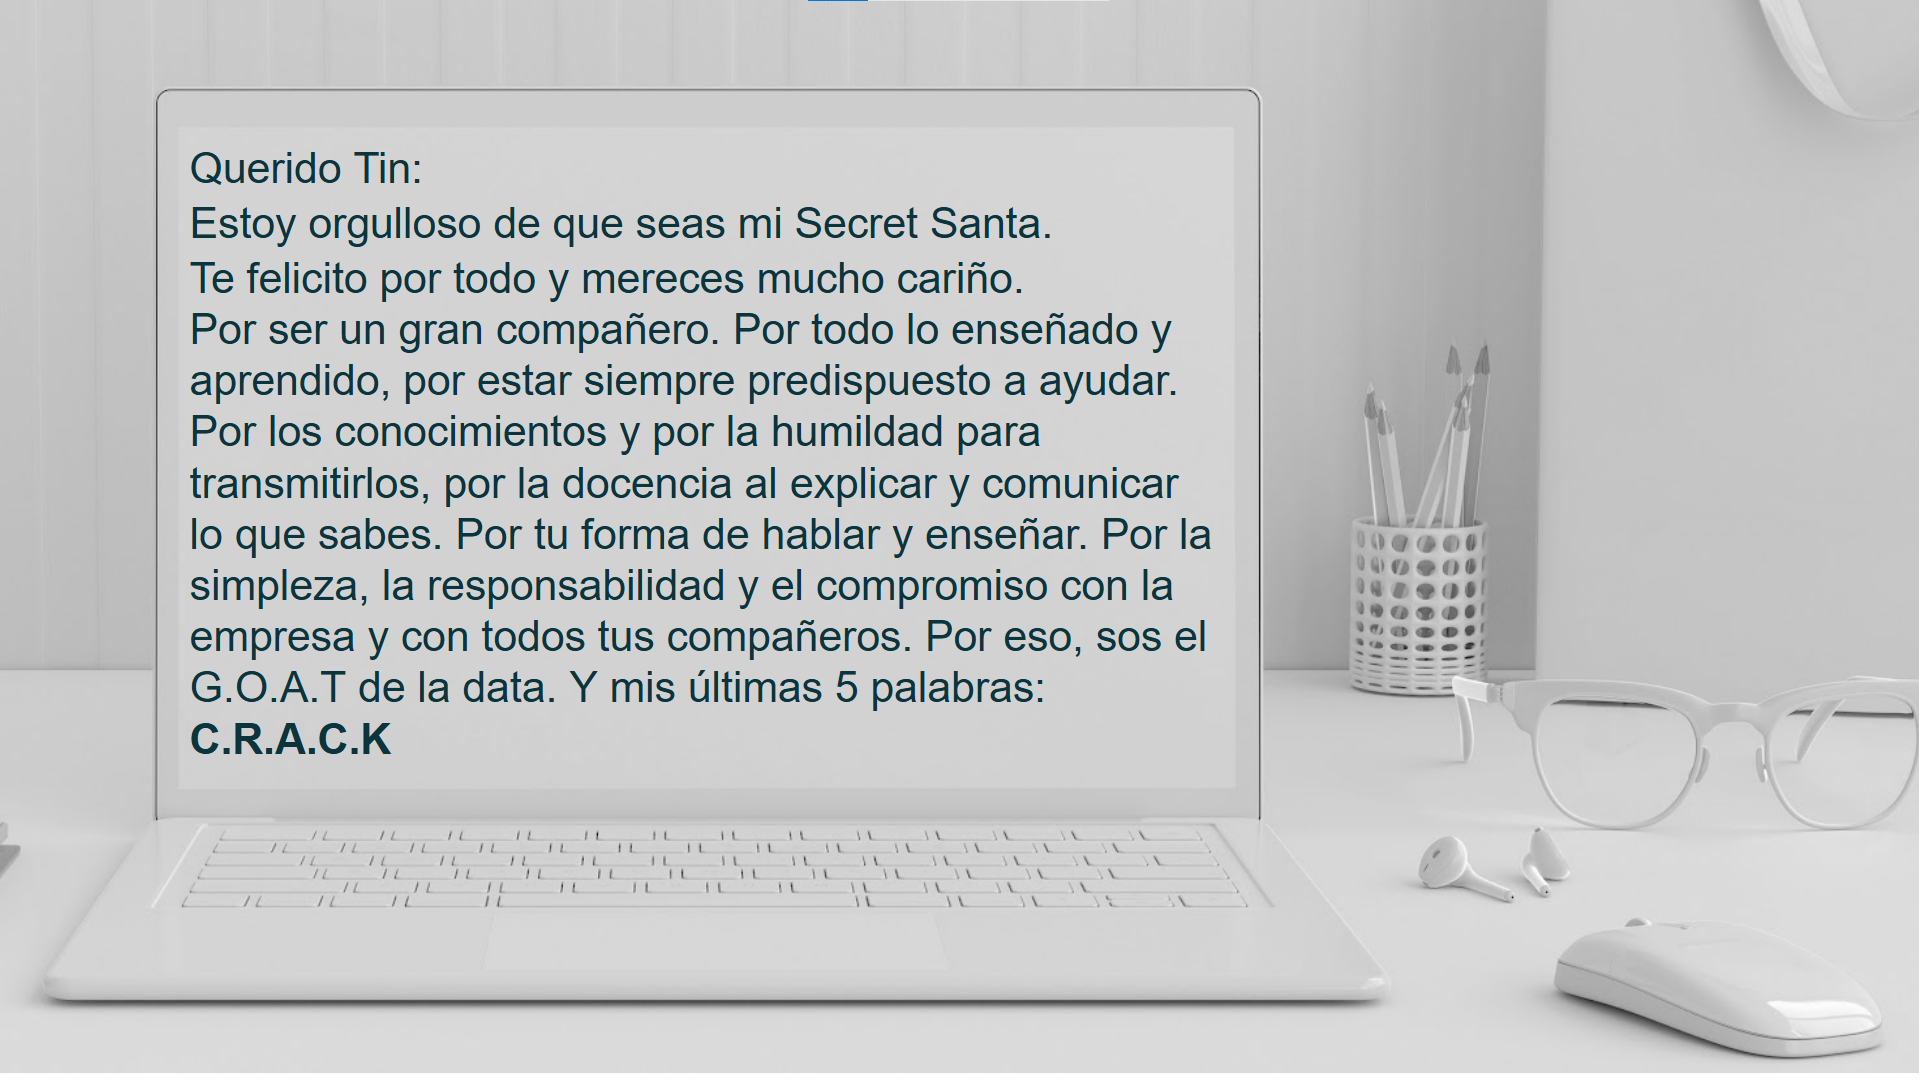 Querido Tin:
Estoy orgulloso de que seas mi Secret Santa.
Te felicito por todo y mereces mucho cariño.
Por ser un gran compañero. Por todo lo enseñado y
aprendido, por estar siempre predispuesto a ayudar.
Por los conocimientos y por la humildad para
transmitirlos, por la docencia al explicar y comunicar
lo que sabes. Por tu forma de hablar y enseñar. Por la
simpleza, la responsabilidad y el compromiso con la
empresa y con todos tus compañeros. Por eso, sos el
G.O.A.T de la data. Y mis últimas 5 palabras:
C.R.A.C.K